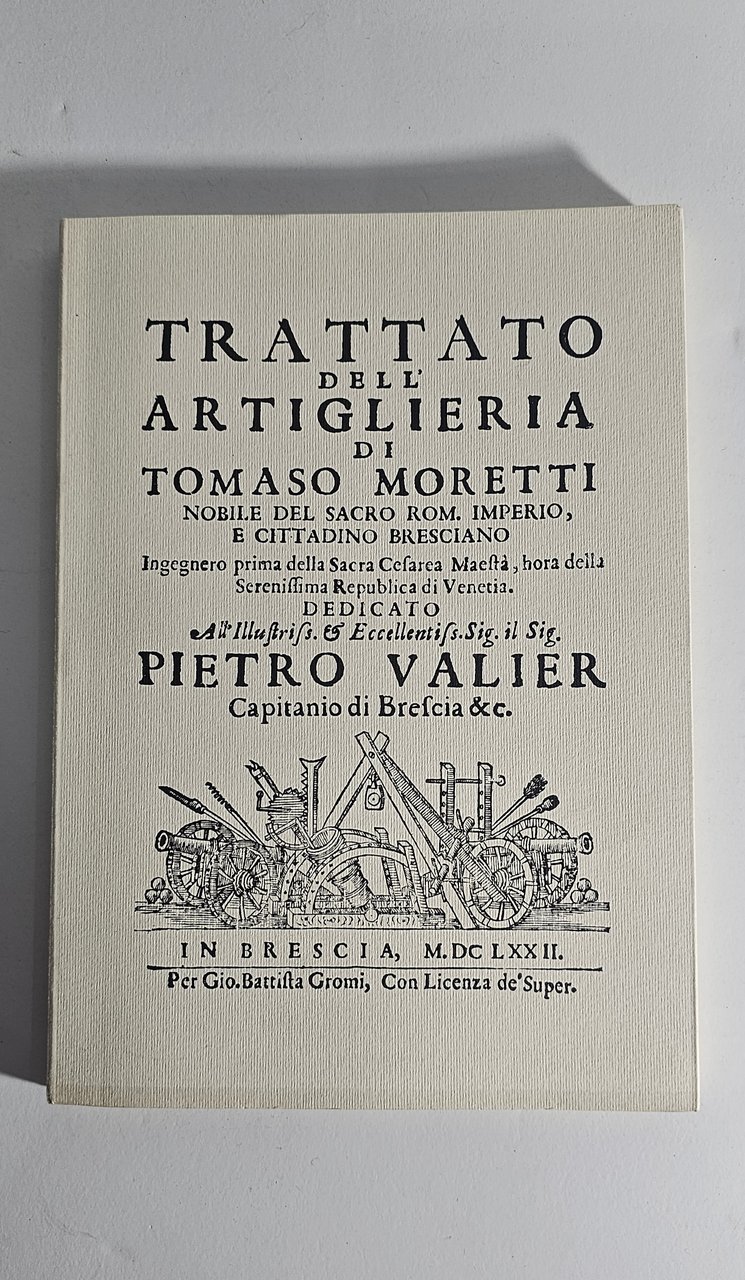 TRATTATO
DELL'
ARTIGLIERIA
DI
TOMASO MORETTI
NOBILE DEL SACRO ROM. IMPERIO,
E CITTADINO BRESCIANO
Ingegnero prima della Sacra Ceſarea Maeſtà, hora della
Sereniſſima Republica di Venetia.
DEDICATO
All'Illuſtriſs. & Eccellentiſs. Sig. il Sig.
PIETRO VALIER
Capitanio di Breſcia &c.
IN BRESCIA, M.DC LXXII.
Per Gio. Battiſta Gromi, Con Licenza de' Super.